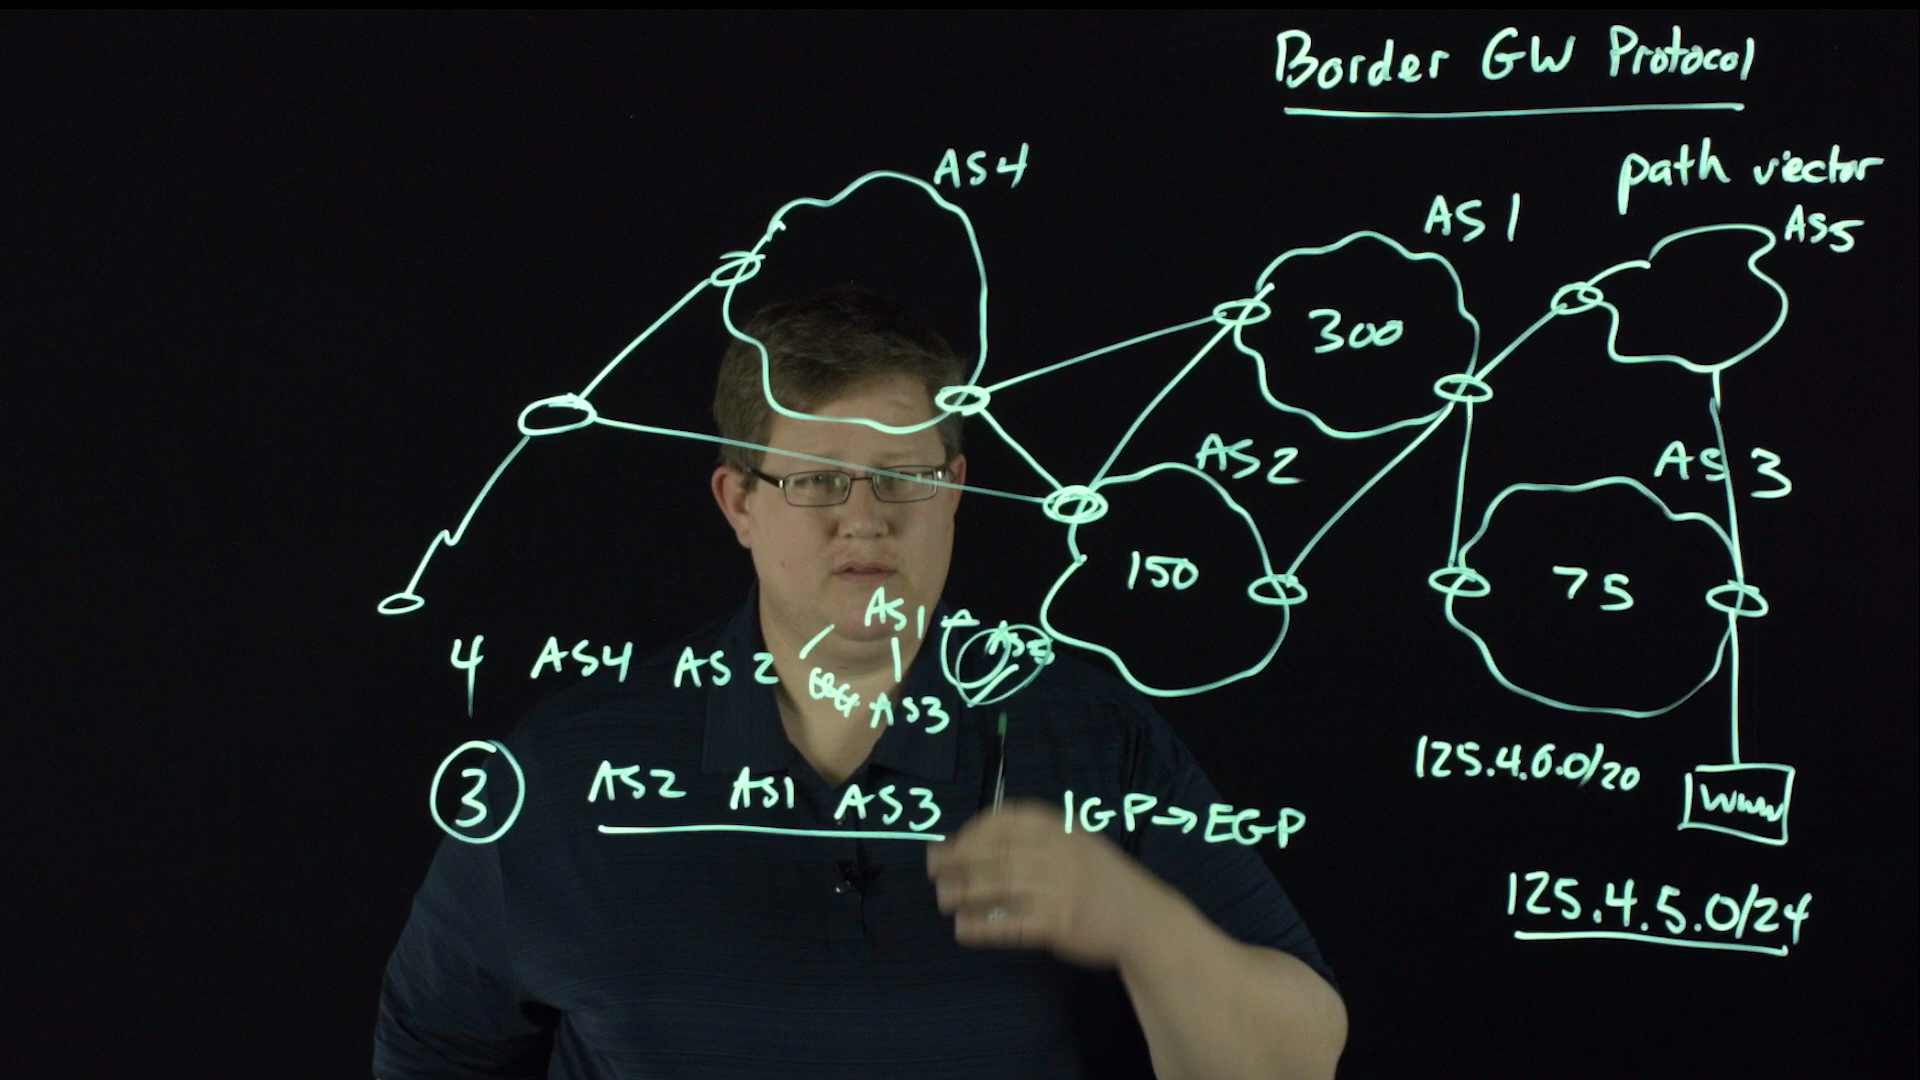 Border GW Protocol
path vector
AS4
AS1
AS5
300
AS2
AS3
150
75
AS1
4 AS4 AS2
AS3
3 AS2 AS1 AS3
IGP→EGP
125.4.0.0/20
www
125.4.5.0/24